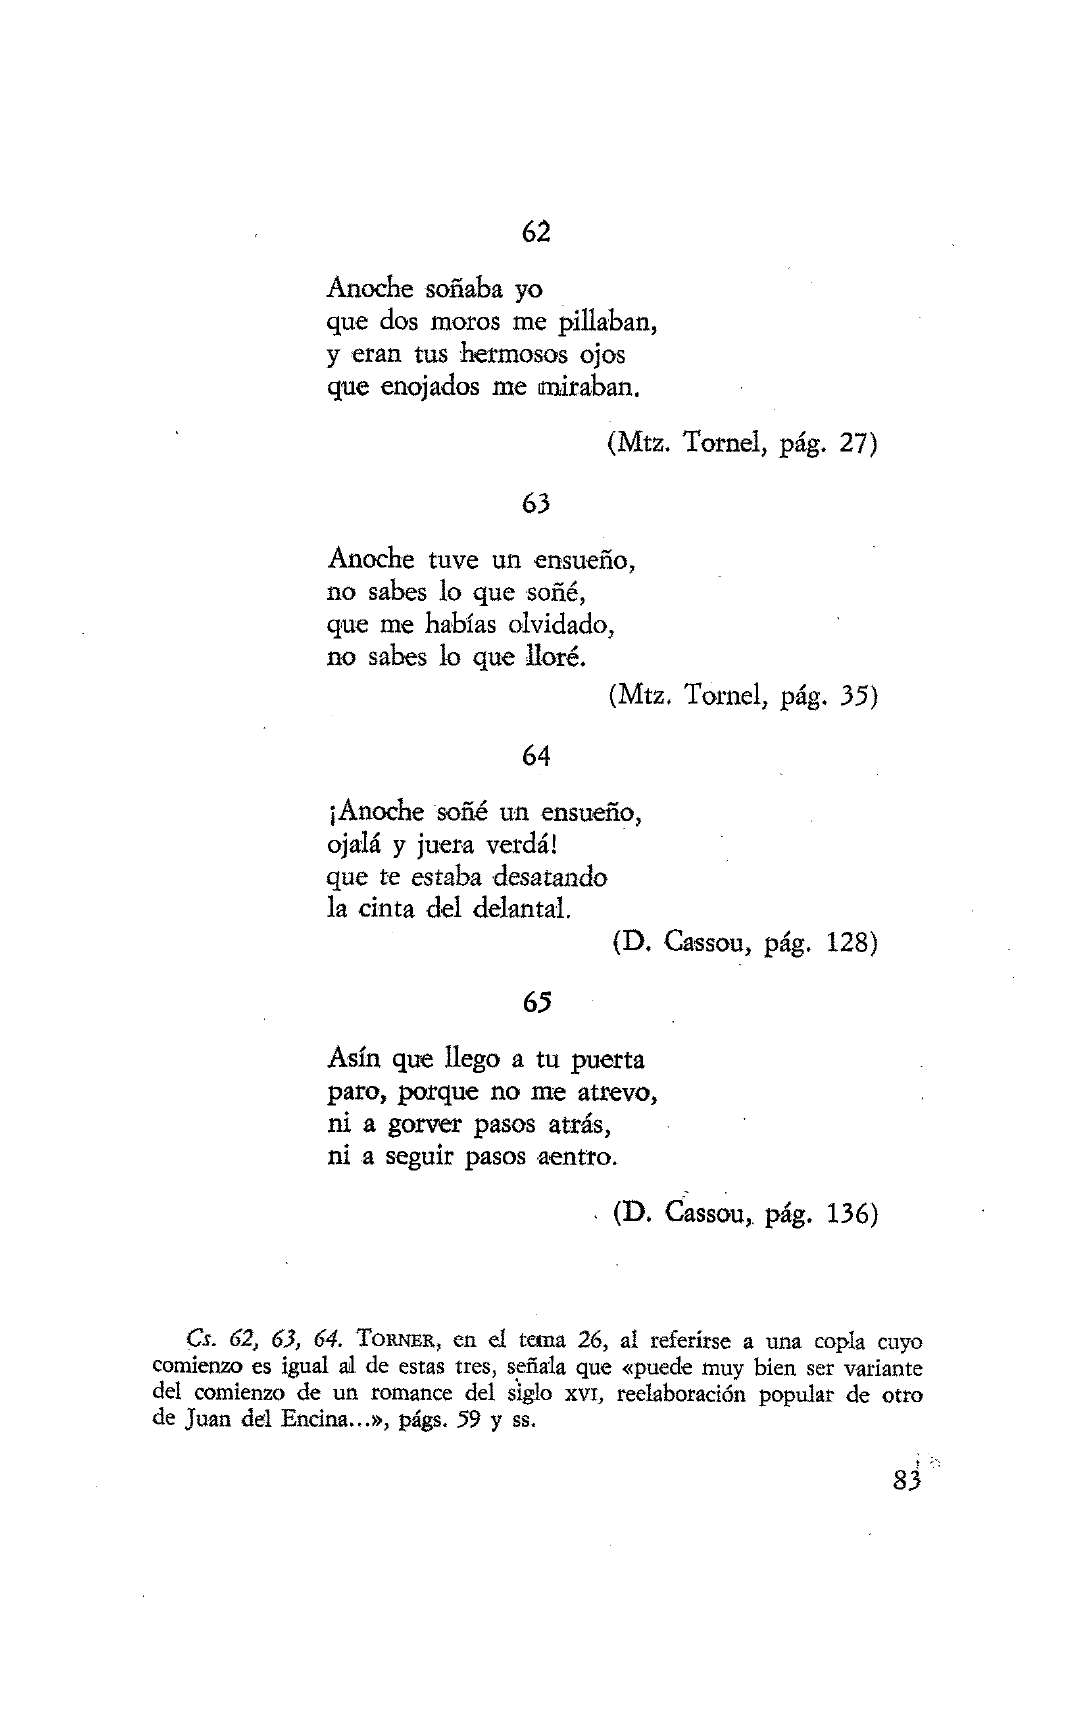 62
Anoche soñaba yo
que dos moros me pillaban,
y eran tus hermosos ojos
que enojados me miraban.
(Mtz. Tornel, pág. 27)
63
Anoche tuve un ensueño,
no sabes lo que soñé,
que me habías olvidado,
no sabes lo que lloré.
(Mtz. Tornel, pág. 35)
64
¡Anoche soñé un ensueño,
ojalá y juera verdá!
que te estaba desatando
la cinta del delantal.
(D. Cassou, pág. 128)
65
Asín que llego a tu puerta
paro, porque no me atrevo,
ni a gorver pasos atrás,
ni a seguir pasos aentro.
(D. Cassou, pág. 136)
Cs. 62, 63, 64. TORNER, en el tema 26, al referirse a una copla cuyo
comienzo es igual al de estas tres, señala que «puede muy bien ser variante
del comienzo de un romance del siglo XVI, reelaboración popular de otro
de Juan del Encina...», págs. 59 y ss.
83